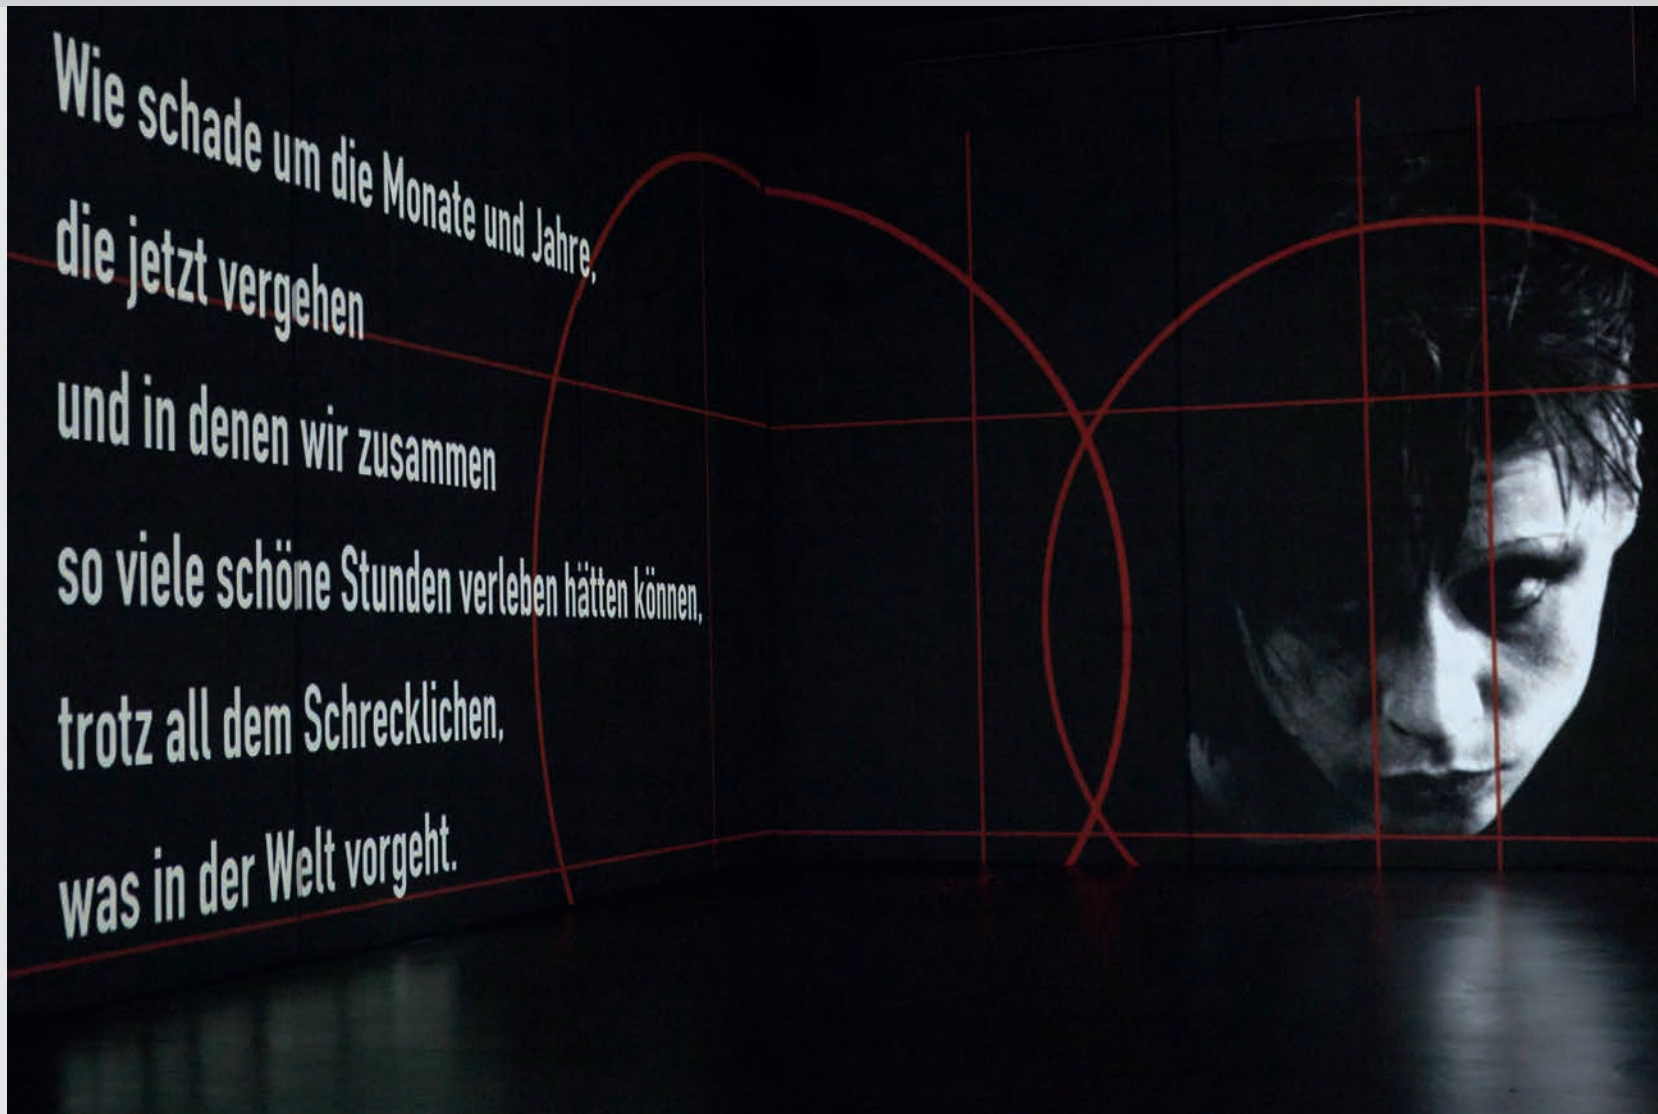 Wie schade um die Monate und Jahre,
die jetzt vergehen
und in denen wir zusammen
so viele schöne Stunden verleben hätten können,
trotz all dem Schrecklichen,
was in der Welt vorgeht.